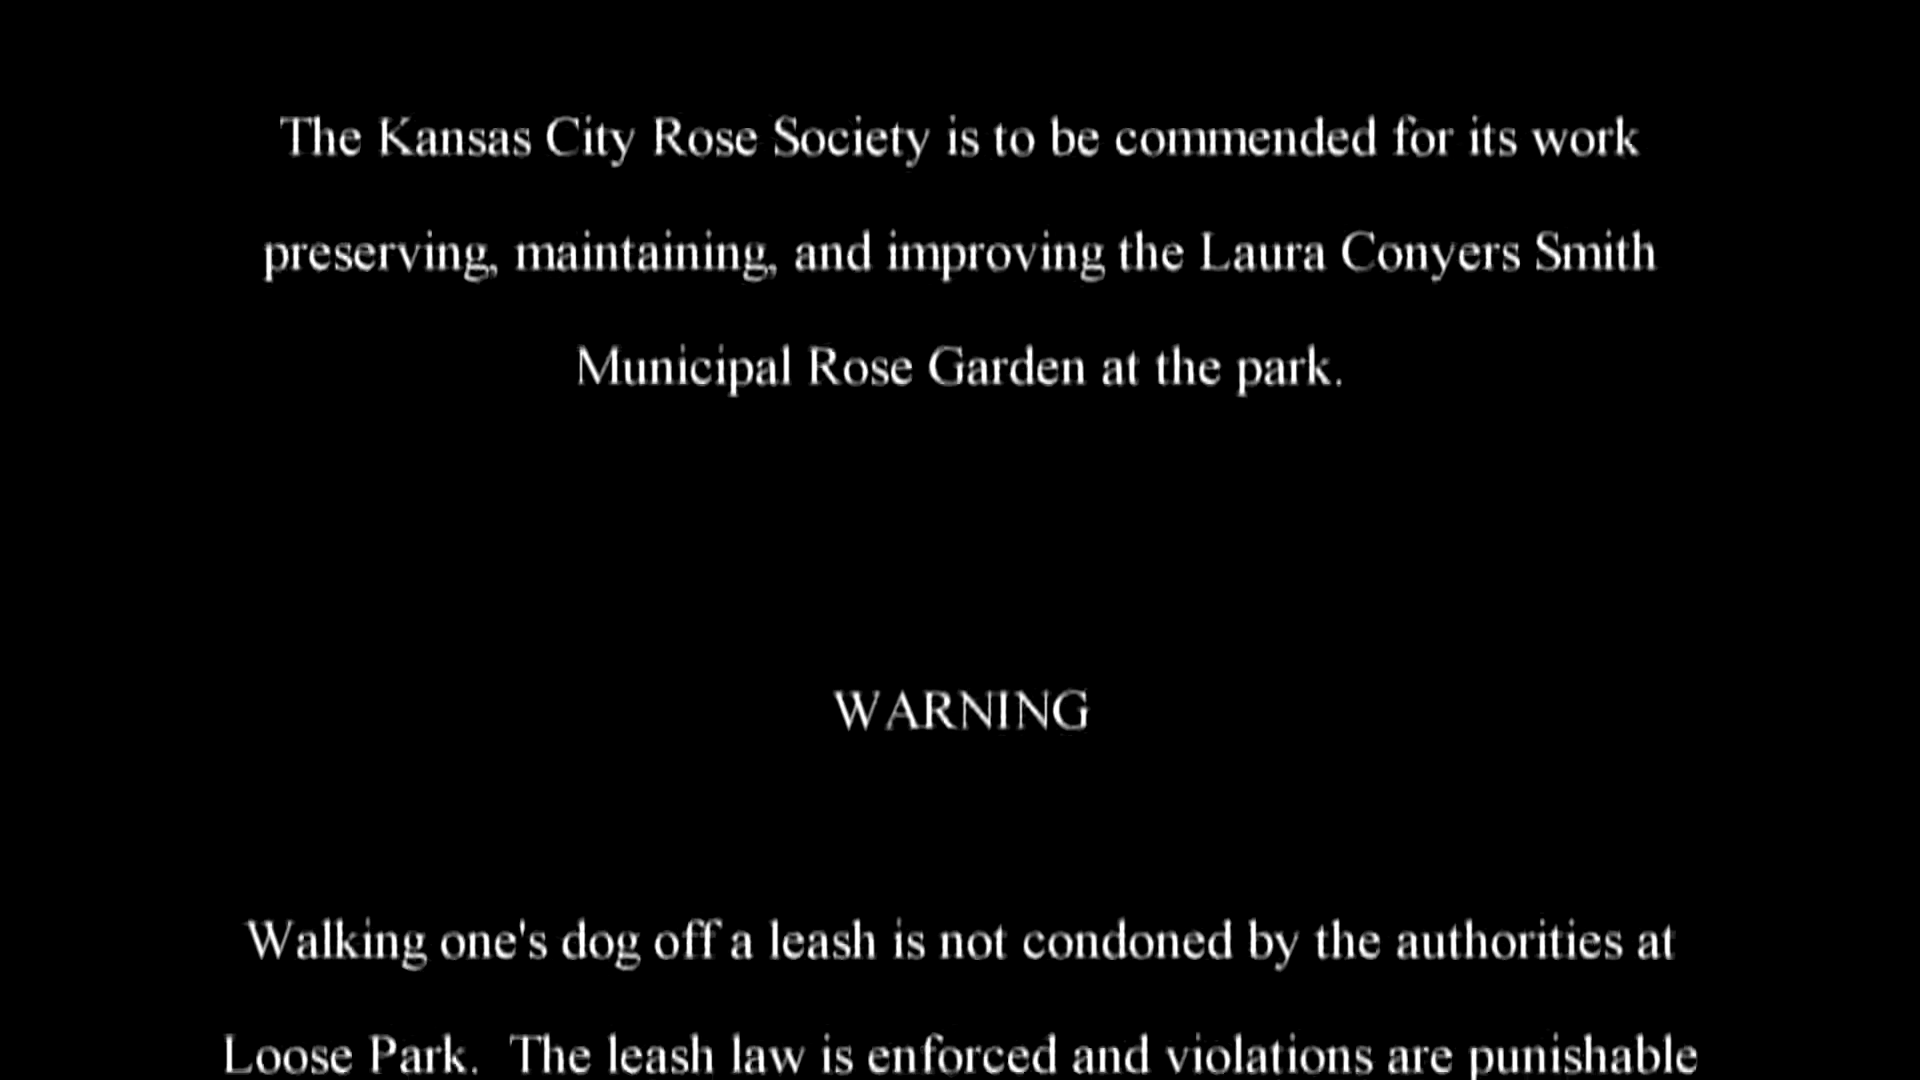 The Kansas City Rose Society is to be commended for its work
preserving, maintaining, and improving the Laura Conyers Smith
Municipal Rose Garden at the park.
WARNING
Walking one's dog off a leash is not condoned by the authorities at
Loose Park.  The leash law is enforced and violations are punishable